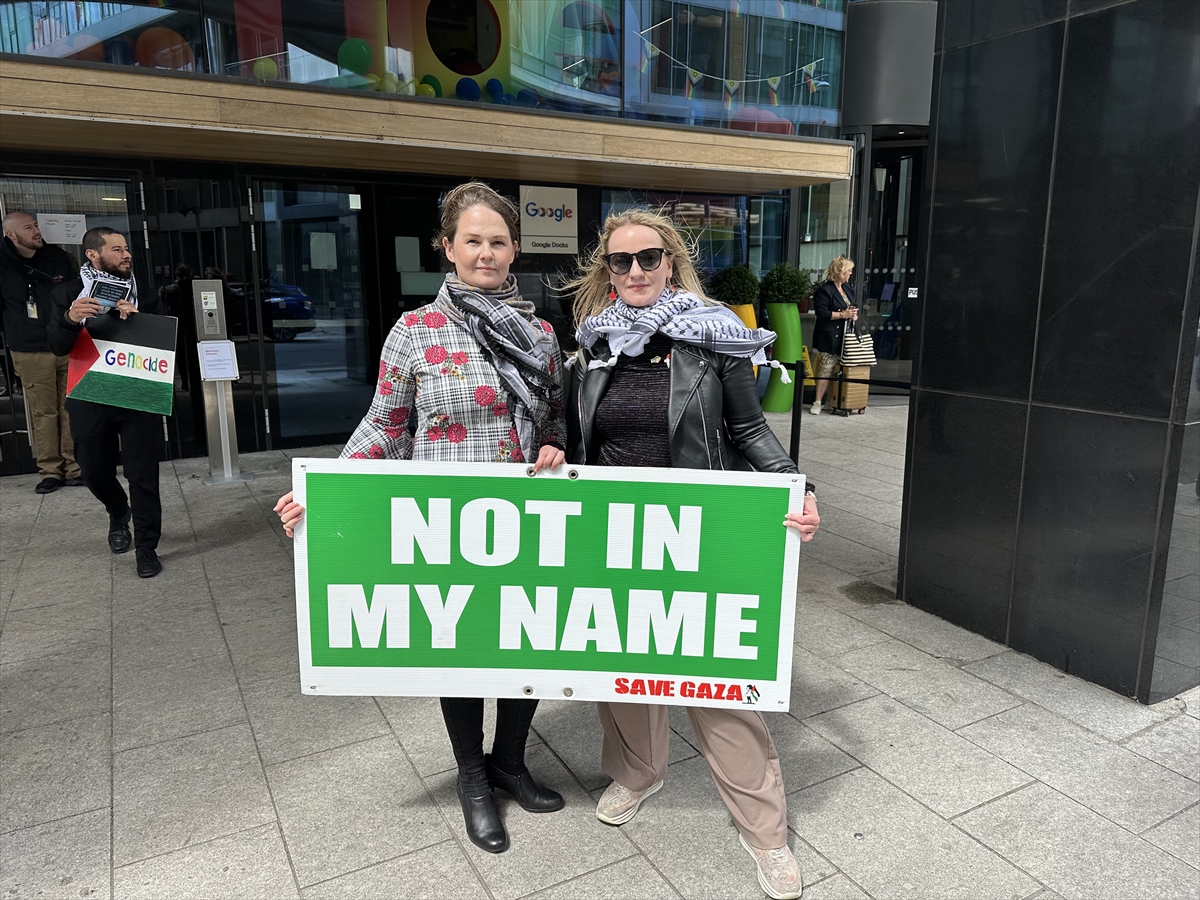 Google
Google Docks
Genocide
NOT IN
MY NAME
SAVE GAZA